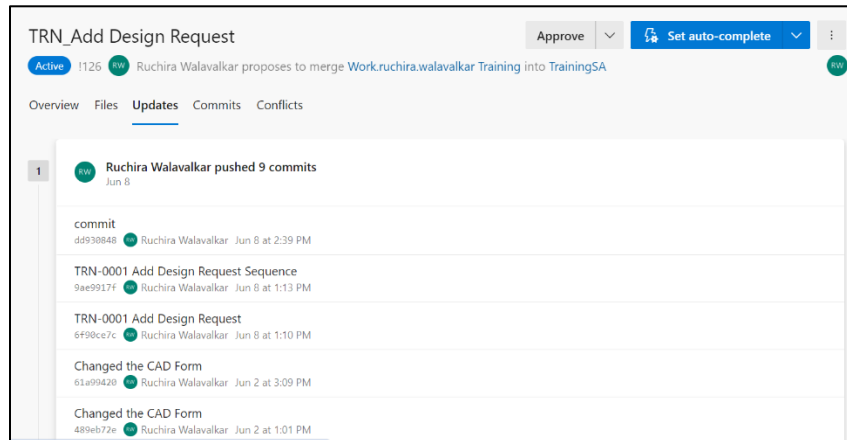 TRN_Add Design Request
Approve
Set auto-complete
Active !126 RW Ruchira Walavalkar proposes to merge Work.ruchira.walavalkar Training into TrainingSA
RW
Overview Files Updates Commits Conflicts
1
RW Ruchira Walavalkar pushed 9 commits
Jun 8
commit
dd930848 RW Ruchira Walavalkar Jun 8 at 2:39 PM
TRN-0001 Add Design Request Sequence
9ae9917f RW Ruchira Walavalkar Jun 8 at 1:13 PM
TRN-0001 Add Design Request
6f90ce7c RW Ruchira Walavalkar Jun 8 at 1:10 PM
Changed the CAD Form
61a99420 RW Ruchira Walavalkar Jun 2 at 3:09 PM
Changed the CAD Form
489eb72e RW Ruchira Walavalkar Jun 2 at 1:01 PM